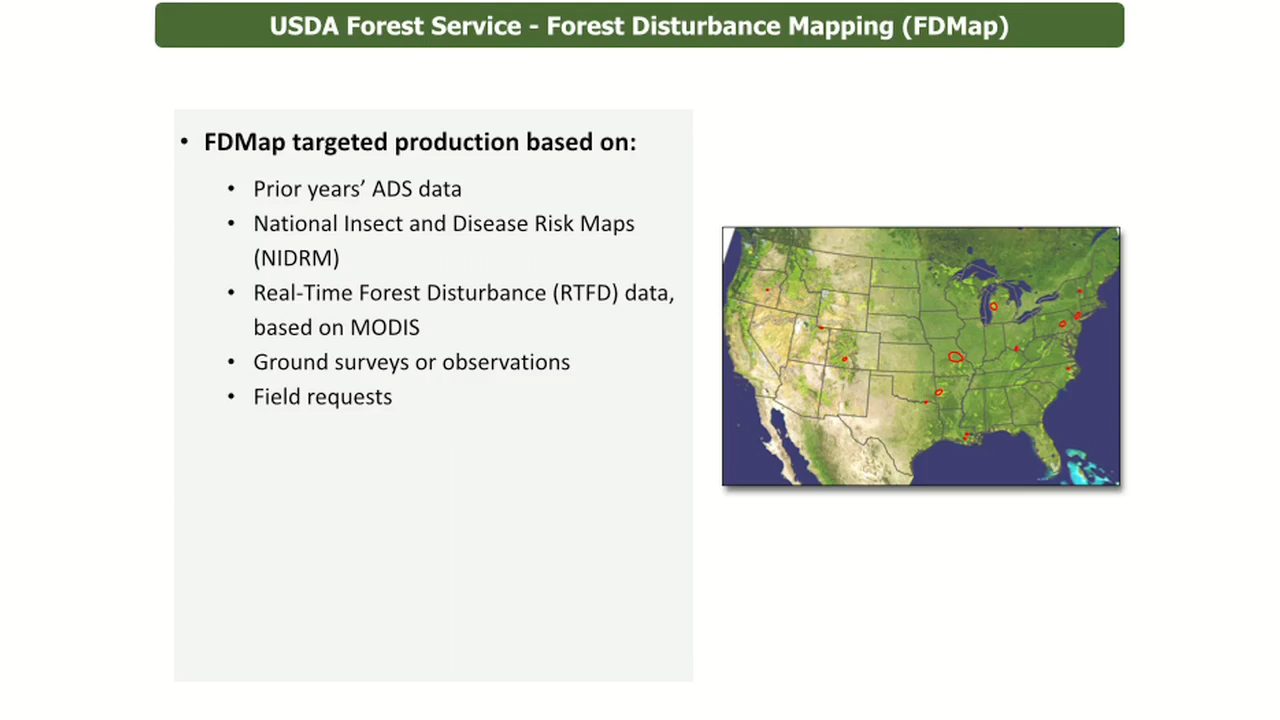 USDA Forest Service - Forest Disturbance Mapping (FDMap)
• FDMap targeted production based on:
• Prior years’ ADS data
• National Insect and Disease Risk Maps
(NIDRM)
• Real-Time Forest Disturbance (RTFD) data,
based on MODIS
• Ground surveys or observations
• Field requests